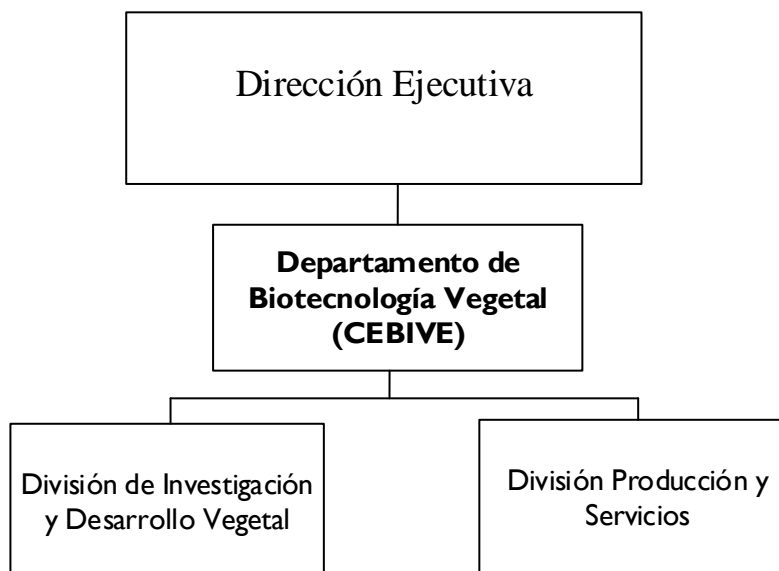 Dirección Ejecutiva
Departamento de
Biotecnología Vegetal
(CEBIVE)
División de Investigación
y Desarrollo Vegetal
División Producción y
Servicios